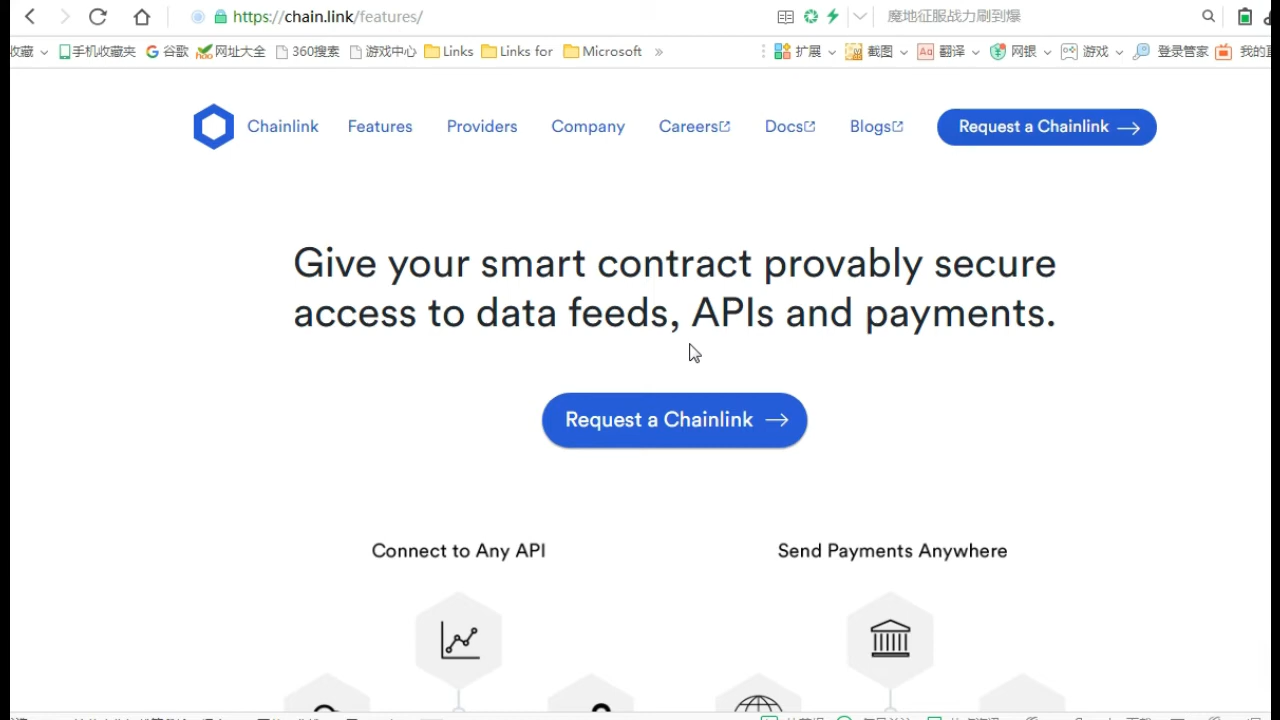 https://chain.link/features/
魔地征服战力刷到爆
收藏 手机收藏夹 谷歌 网址大全 360搜索 游戏中心 Links Links for Microsoft » 扩展 截图 翻译 网银 游戏 登录管家 我的
Chainlink Features Providers Company Careers Docs Blogs Request a Chainlink
Give your smart contract provably secure
access to data feeds, APIs and payments.
Request a Chainlink
Connect to Any API
Send Payments Anywhere